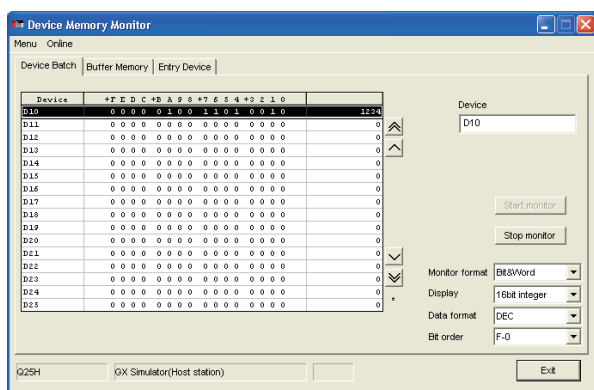 Device Memory Monitor
Menu Online
Device Batch Buffer Memory Entry Device
Device +F E D C +B A 9 8 +7 6 5 4 +3 2 1 0
D10 0 0 0 0 0 1 0 0 1 1 0 1 0 0 1 0 1234
D11 0 0 0 0 0 0 0 0 0 0 0 0 0 0 0 0 0
D12 0 0 0 0 0 0 0 0 0 0 0 0 0 0 0 0 0
D13 0 0 0 0 0 0 0 0 0 0 0 0 0 0 0 0 0
D14 0 0 0 0 0 0 0 0 0 0 0 0 0 0 0 0 0
D15 0 0 0 0 0 0 0 0 0 0 0 0 0 0 0 0 0
D16 0 0 0 0 0 0 0 0 0 0 0 0 0 0 0 0 0
D17 0 0 0 0 0 0 0 0 0 0 0 0 0 0 0 0 0
D18 0 0 0 0 0 0 0 0 0 0 0 0 0 0 0 0 0
D19 0 0 0 0 0 0 0 0 0 0 0 0 0 0 0 0 0
D20 0 0 0 0 0 0 0 0 0 0 0 0 0 0 0 0 0
D21 0 0 0 0 0 0 0 0 0 0 0 0 0 0 0 0 0
D22 0 0 0 0 0 0 0 0 0 0 0 0 0 0 0 0 0
D23 0 0 0 0 0 0 0 0 0 0 0 0 0 0 0 0 0
D24 0 0 0 0 0 0 0 0 0 0 0 0 0 0 0 0 0
D25 0 0 0 0 0 0 0 0 0 0 0 0 0 0 0 0 0
*
Device
D10
Start monitor
Stop monitor
Monitor format Bit&Word
Display 16bit integer
Data format DEC
Bit order F-0
Q25H GX Simulator(Host station) Exit